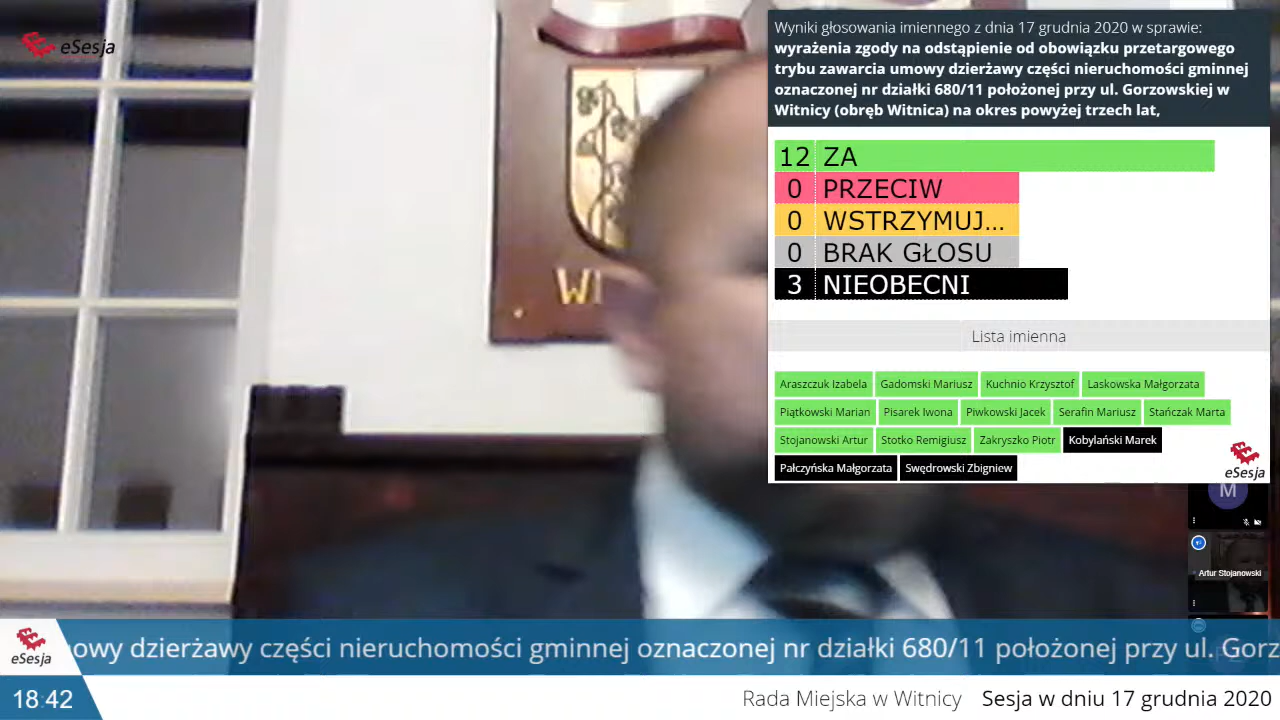 eSesja
Wyniki głosowania imiennego z dnia 17 grudnia 2020 w sprawie:
wyrażenia zgody na odstąpienie od obowiązku przetargowego
trybu zawarcia umowy dzierżawy części nieruchomości gminnej
oznaczonej nr działki 680/11 położonej przy ul. Gorzowskiej w
Witnicy (obręb Witnica) na okres powyżej trzech lat,
12 ZA
0 PRZECIW
0 WSTRZYMUJ...
0 BRAK GŁOSU
3 NIEOBECNI
WI
Lista imienna
Araszczuk Izabela Gadomski Mariusz Kuchnio Krzysztof Laskowska Małgorzata
Piątkowski Marian Pisarek Iwona Piwkowski Jacek Serafin Mariusz Stańczak Marta
Stojanowski Artur Stotko Remigiusz Zakryszko Piotr Kobylański Marek
Pałczyńska Małgorzata Swędrowski Zbigniew
eSesja
M
Artur Stojanowski
eSesja
mowy dzierżawy części nieruchomości gminnej oznaczonej nr działki 680/11 położonej przy ul. Gorz
18:42
Rada Miejska w Witnicy Sesja w dniu 17 grudnia 2020